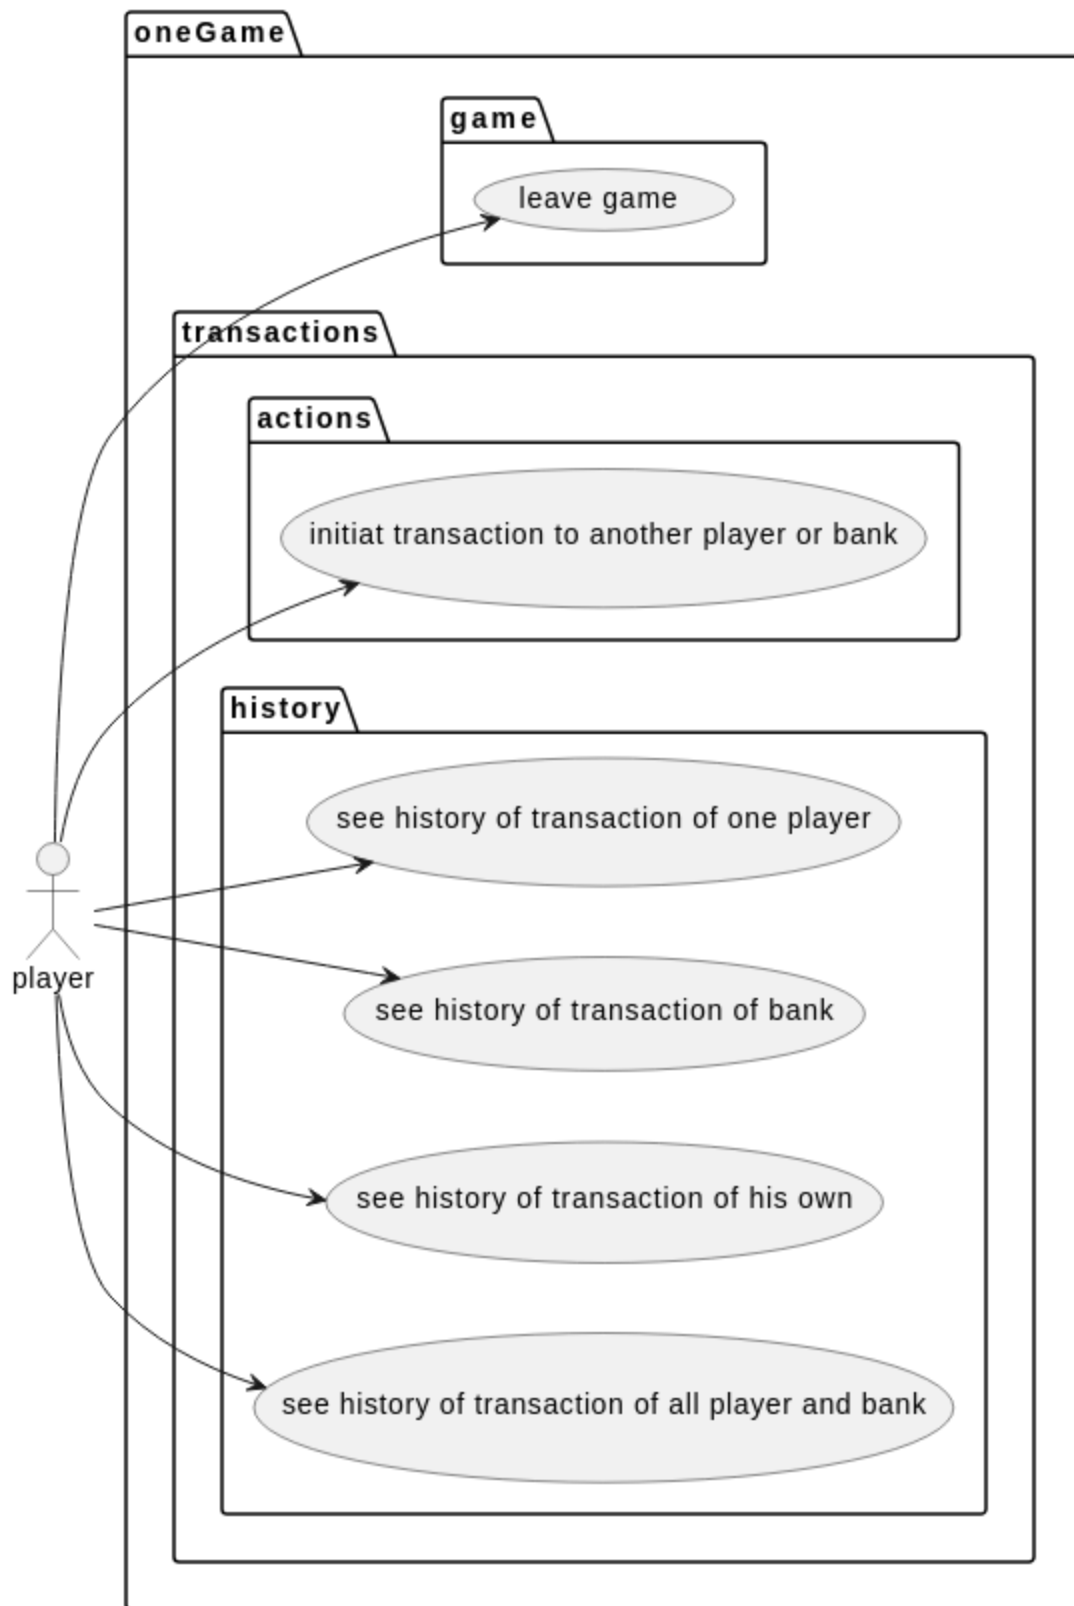 oneGame
game
leave game
transactions
actions
initiat transaction to another player or bank
history
see history of transaction of one player
see history of transaction of bank
player
see history of transaction of his own
see history of transaction of all player and bank